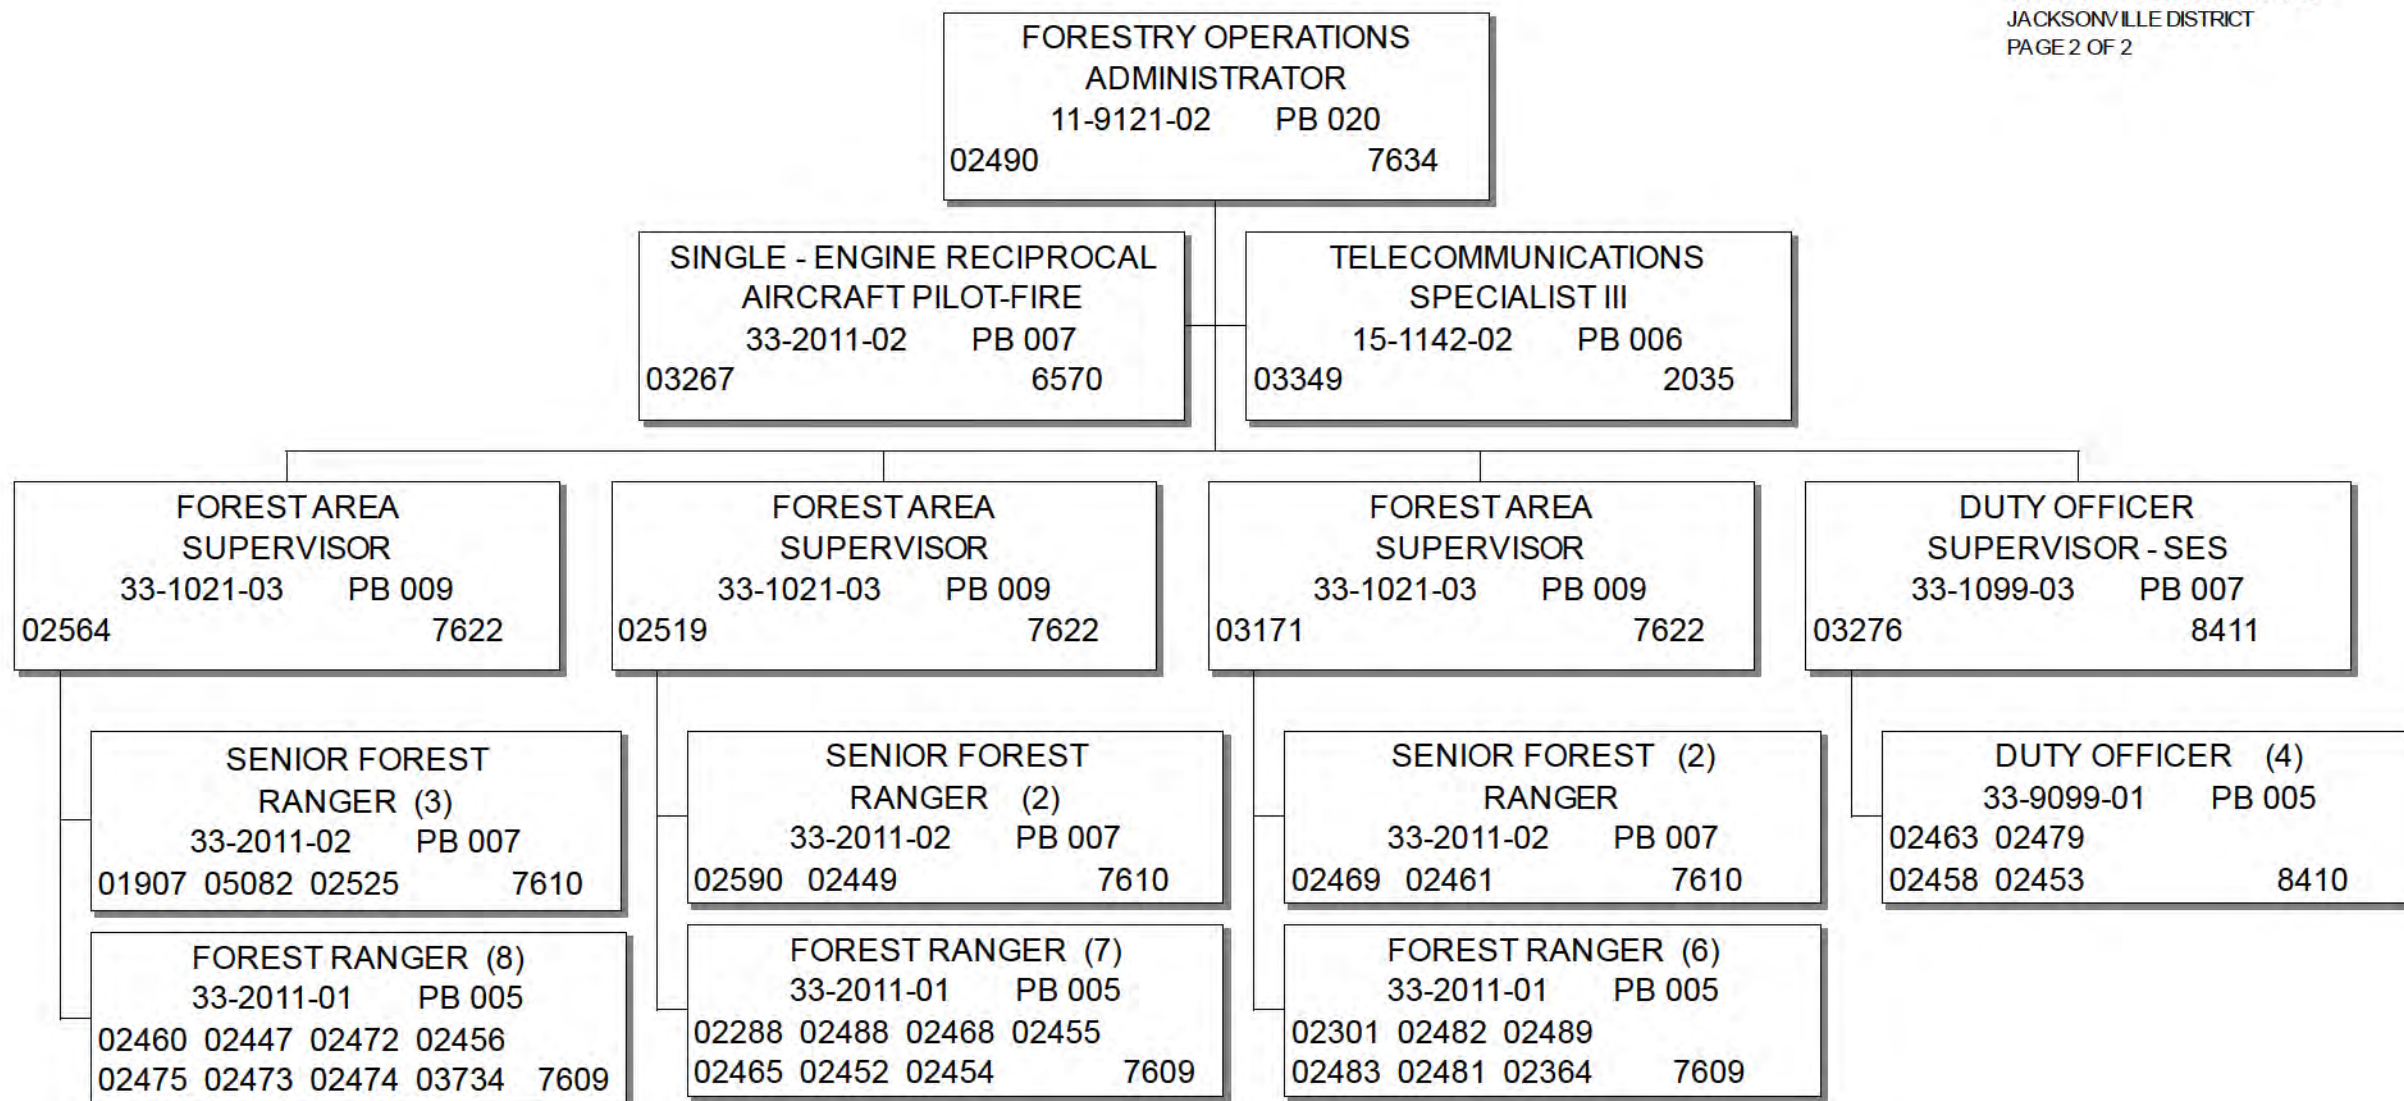 JACKSONVILLE DISTRICT
PAGE 2 OF 2
FORESTRY OPERATIONS
ADMINISTRATOR
11-9121-02 PB 020
02490 7634
SINGLE - ENGINE RECIPROCAL
AIRCRAFT PILOT-FIRE
33-2011-02 PB 007
03267 6570
TELECOMMUNICATIONS
SPECIALIST III
15-1142-02 PB 006
03349 2035
FOREST AREA
SUPERVISOR
33-1021-03 PB 009
02564 7622
FOREST AREA
SUPERVISOR
33-1021-03 PB 009
02519 7622
FOREST AREA
SUPERVISOR
33-1021-03 PB 009
03171 7622
DUTY OFFICER
SUPERVISOR - SES
33-1099-03 PB 007
03276 8411
SENIOR FOREST
RANGER (3)
33-2011-02 PB 007
01907 05082 02525 7610
SENIOR FOREST
RANGER (2)
33-2011-02 PB 007
02590 02449 7610
SENIOR FOREST (2)
RANGER
33-2011-02 PB 007
02469 02461 7610
DUTY OFFICER (4)
33-9099-01 PB 005
02463 02479
02458 02453 8410
FOREST RANGER (8)
33-2011-01 PB 005
02460 02447 02472 02456
02475 02473 02474 03734 7609
FOREST RANGER (7)
33-2011-01 PB 005
02288 02488 02468 02455
02465 02452 02454 7609
FOREST RANGER (6)
33-2011-01 PB 005
02301 02482 02489
02483 02481 02364 7609